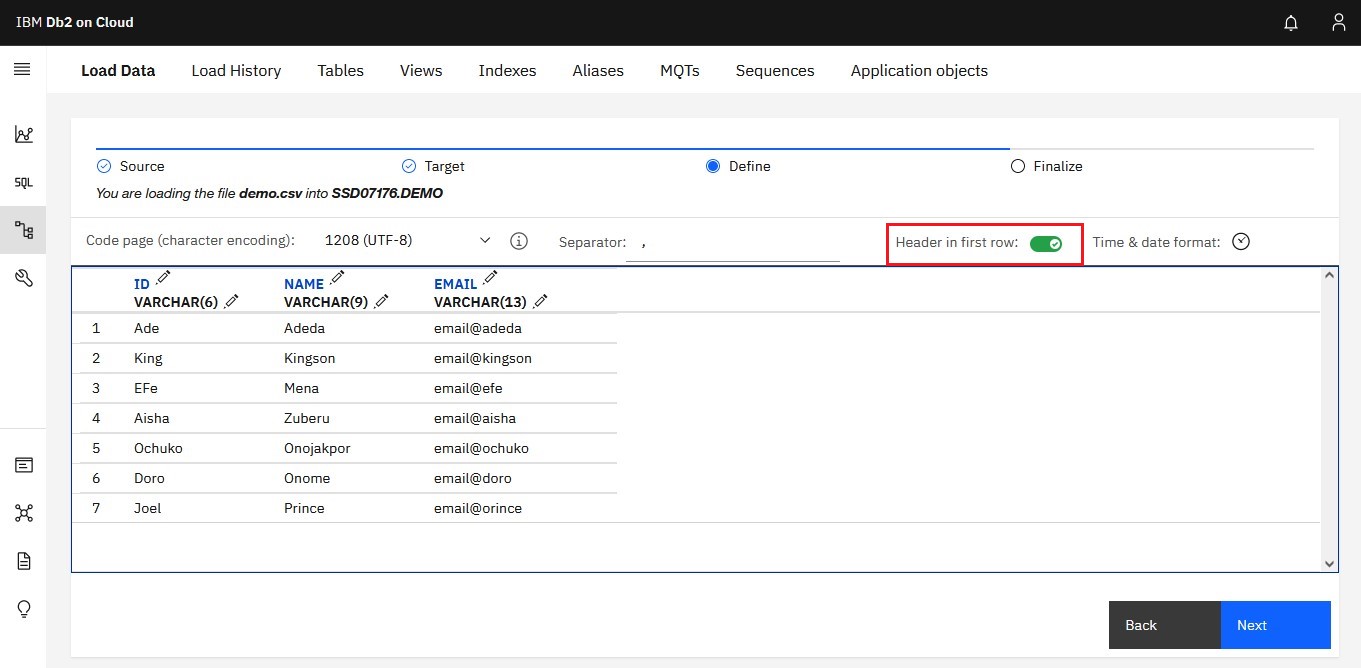 IBM Db2 on Cloud
Load Data Load History Tables Views Indexes Aliases MQTs Sequences Application objects
SQL
Source Target Define Finalize
You are loading the file demo.csv into SSD07176.DEMO
Code page (character encoding): 1208 (UTF-8) Separator: , Header in first row: Time & date format:
ID NAME EMAIL
VARCHAR(6) VARCHAR(9) VARCHAR(13)
1 Ade Adeda email@adeda
2 King Kingson email@kingson
3 EFe Mena email@efe
4 Aisha Zuberu email@aisha
5 Ochuko Onojakpor email@ochuko
6 Doro Onome email@doro
7 Joel Prince email@orince
Back Next